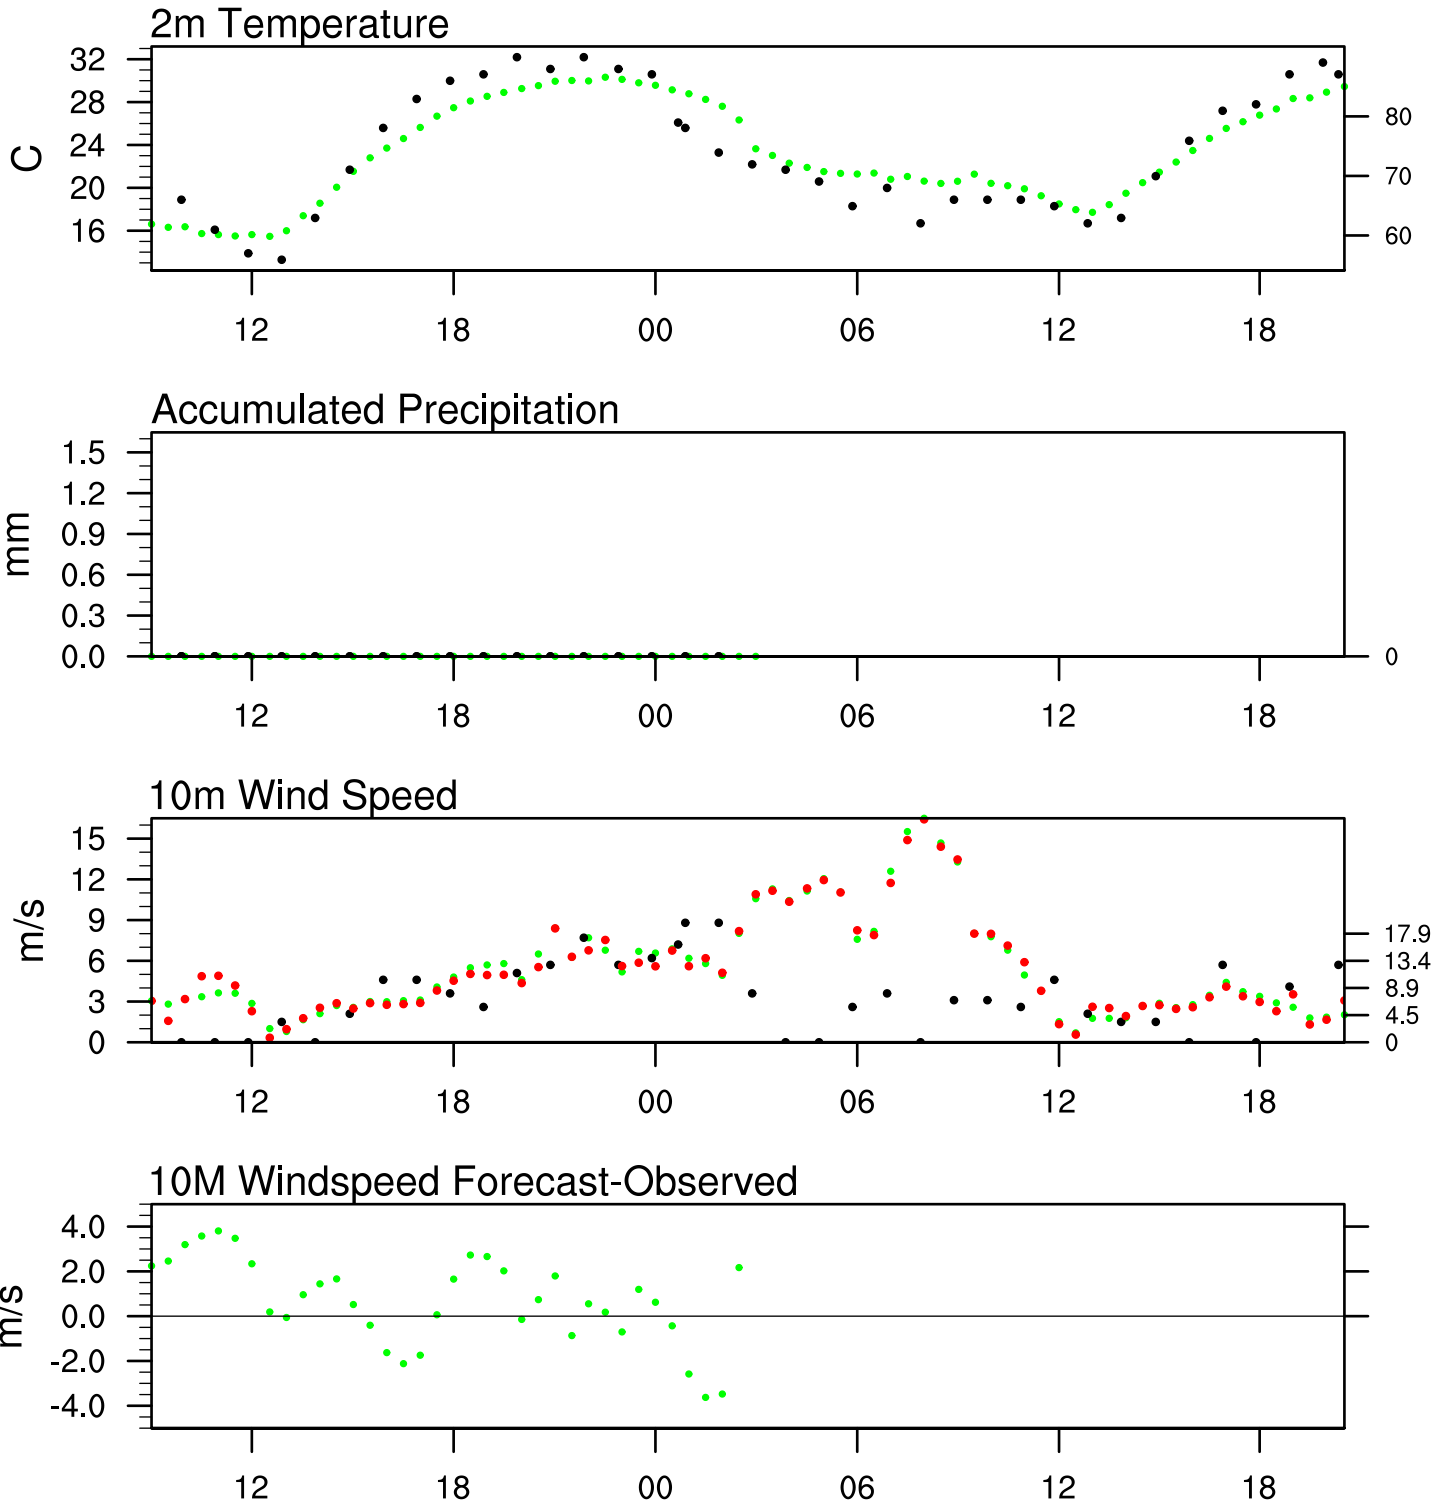 2m Temperature
32
28
24
20
16
C
80
70
60
12 18 00 06 12 18
Accumulated Precipitation
1.5
1.2
0.9
0.6
0.3
0.0
mm
0
12 18 00 06 12 18
10m Wind Speed
15
12
9
6
3
0
m/s
17.9
13.4
8.9
4.5
0
12 18 00 06 12 18
10M Windspeed Forecast-Observed
4.0
2.0
0.0
-2.0
-4.0
m/s
12 18 00 06 12 18